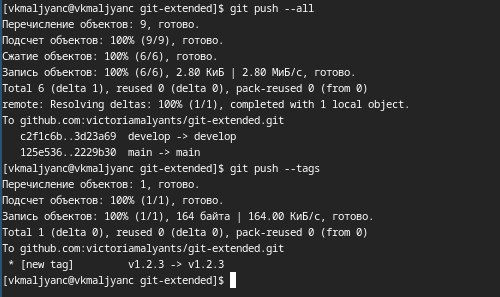 [vkmaljyanc@vkmaljyanc git-extended]$ git push --all
Перечисление объектов: 9, готово.
Подсчет объектов: 100% (9/9), готово.
Сжатие объектов: 100% (6/6), готово.
Запись объектов: 100% (6/6), 2.80 КиБ | 2.80 МиБ/с, готово.
Total 6 (delta 1), reused 0 (delta 0), pack-reused 0 (from 0)
remote: Resolving deltas: 100% (1/1), completed with 1 local object.
To github.com:victoriamalyants/git-extended.git
   c2f1c6b..3d23a69  develop -> develop
   125e536..2229b30  main -> main
[vkmaljyanc@vkmaljyanc git-extended]$ git push --tags
Перечисление объектов: 1, готово.
Подсчет объектов: 100% (1/1), готово.
Запись объектов: 100% (1/1), 164 байта | 164.00 КиБ/с, готово.
Total 1 (delta 0), reused 0 (delta 0), pack-reused 0 (from 0)
To github.com:victoriamalyants/git-extended.git
 * [new tag]         v1.2.3 -> v1.2.3
[vkmaljyanc@vkmaljyanc git-extended]$